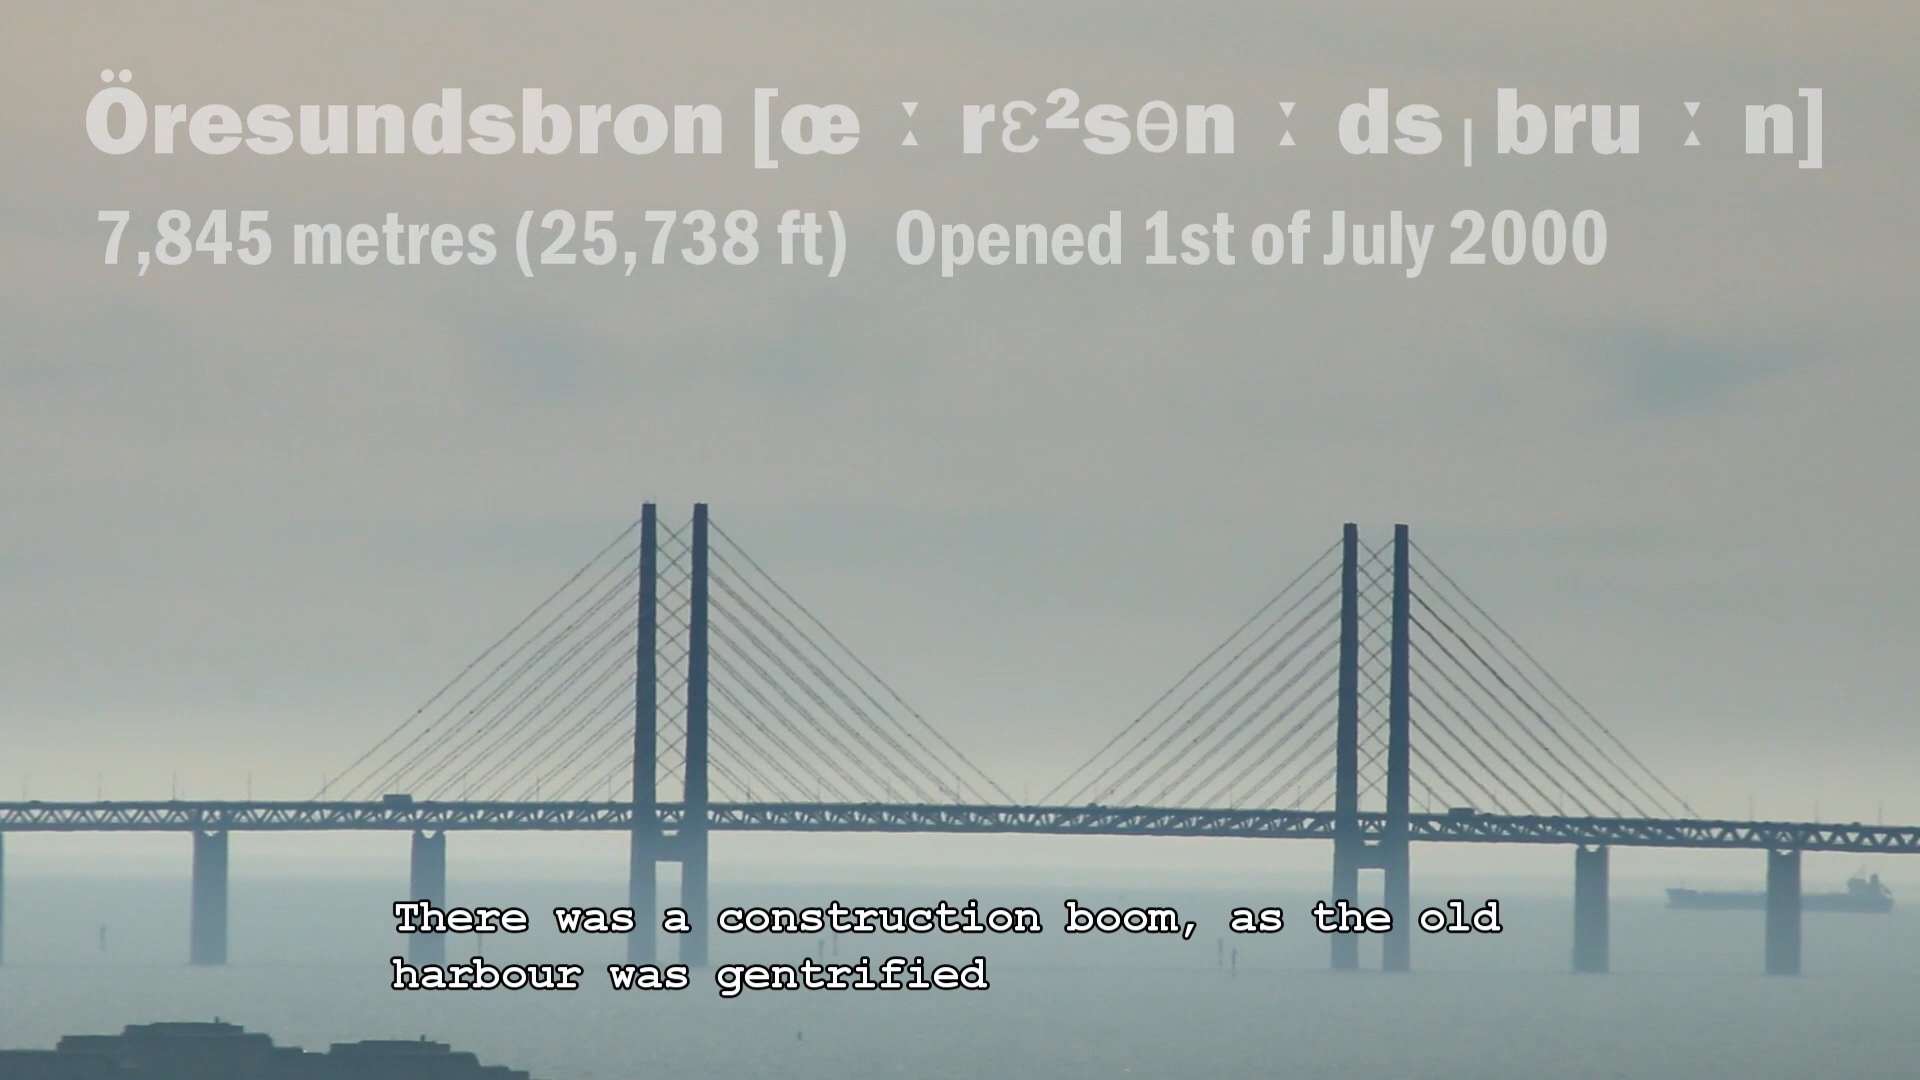 Öresundsbron [œːrɛ²sɵnːdsˌbruːn]
7,845 metres (25,738 ft) Opened 1st of July 2000
There was a construction boom, as the old
harbour was gentrified